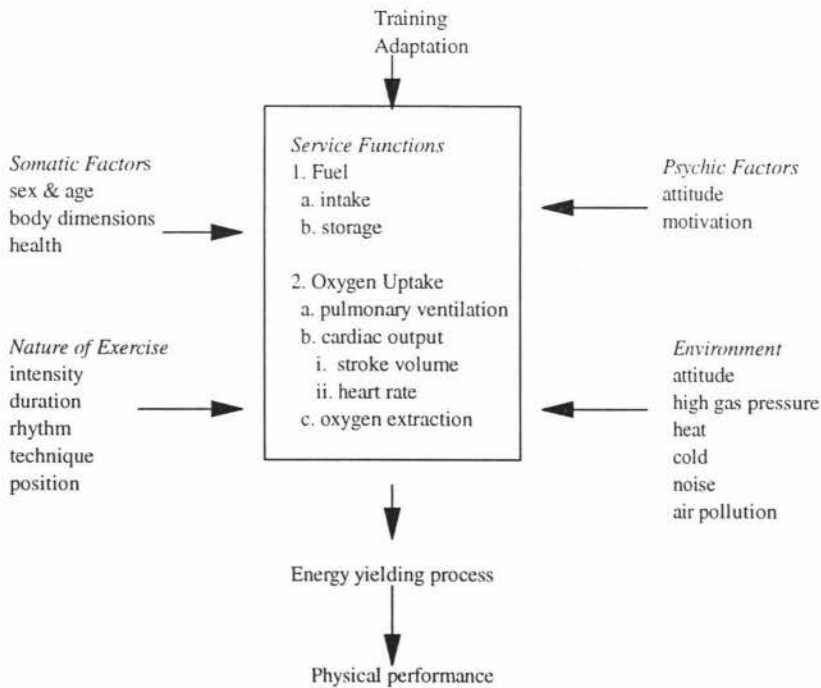 Training
Adaptation
Service Functions
1. Fuel
a. intake
b. storage
2. Oxygen Uptake
a. pulmonary ventilation
b. cardiac output
i. stroke volume
ii. heart rate
c. oxygen extraction
Somatic Factors
sex & age
body dimensions
health
Nature of Exercise
intensity
duration
rhythm
technique
position
Psychic Factors
attitude
motivation
Environment
attitude
high gas pressure
heat
cold
noise
air pollution
Energy yielding process
Physical performance